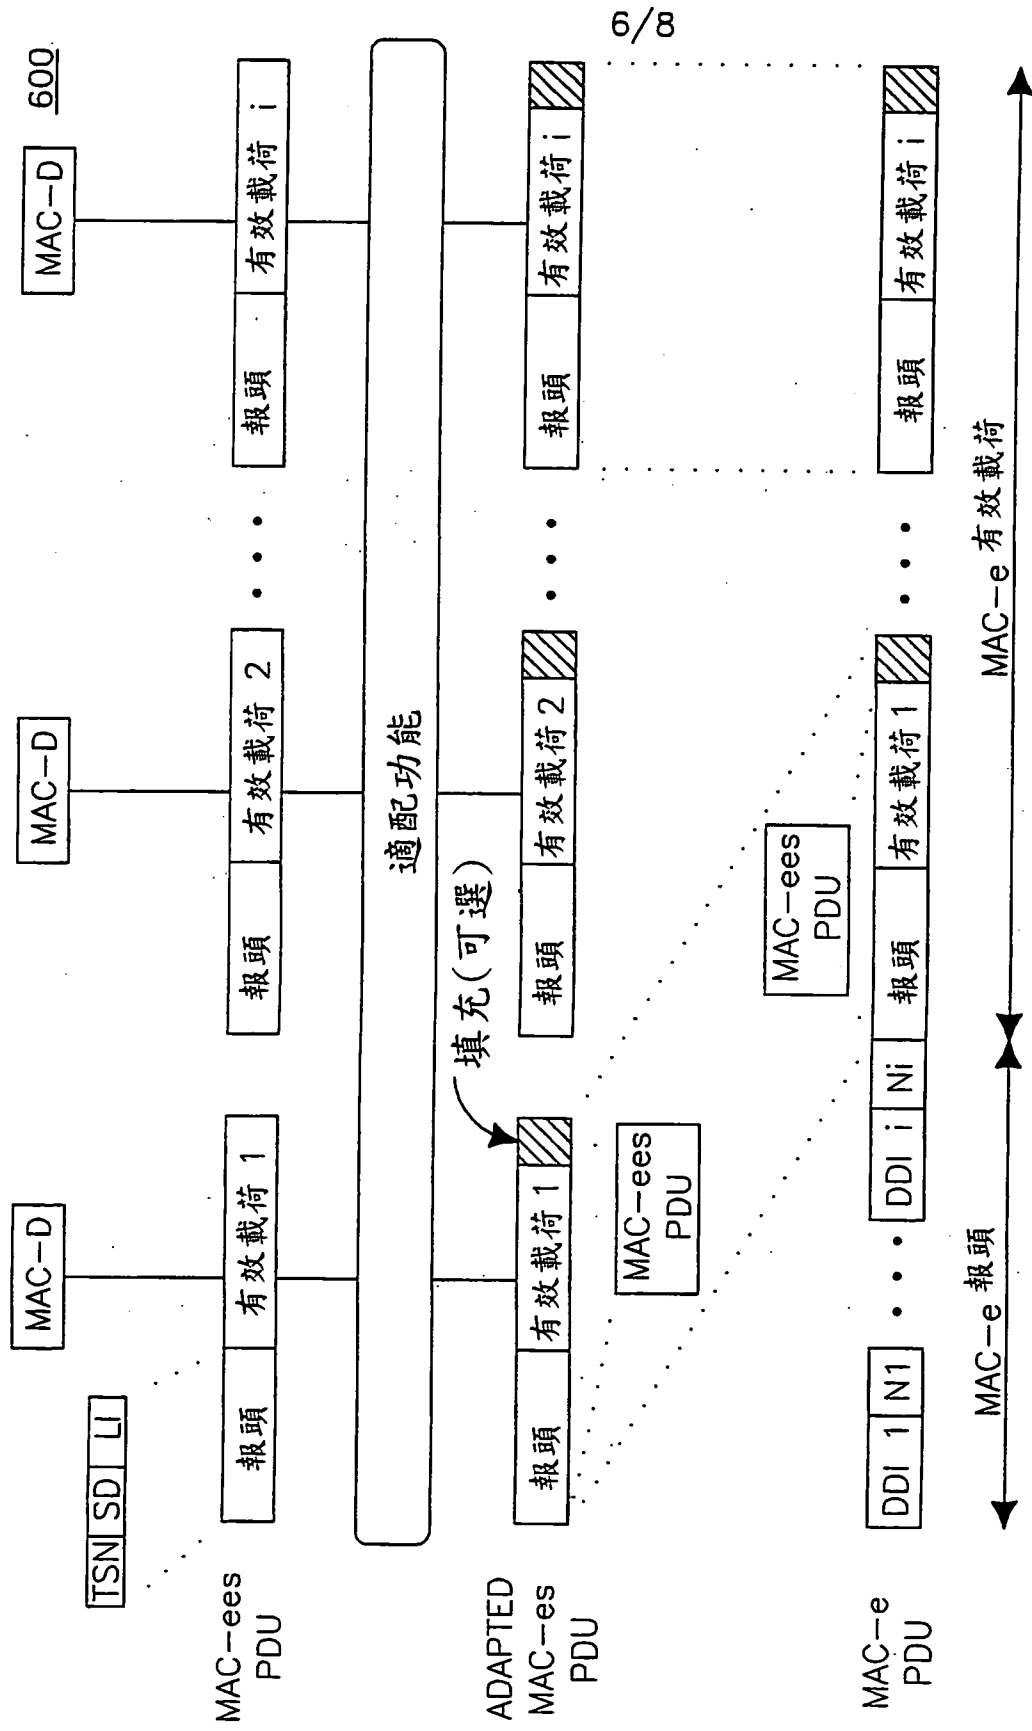 6/8
600
MAC-D
MAC-D
MAC-D
TSN SD LI
MAC-ees
PDU
報頭 有效載荷 1
報頭 有效載荷 2
報頭 有效載荷 i
適配功能
填充(可選)
ADAPTED
MAC-es
PDU
報頭 有效載荷 1
報頭 有效載荷 2
報頭 有效載荷 i
MAC-ees
PDU
MAC-ees
PDU
MAC-e
PDU
DDI 1 N1
DDI i Ni
報頭 有效載荷 1
報頭 有效載荷 i
MAC-e 報頭
MAC-e 有效載荷